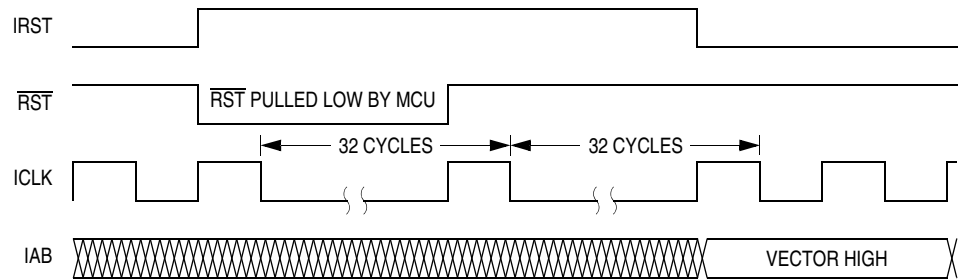 IRST
RST
RST PULLED LOW BY MCU
32 CYCLES 32 CYCLES
ICLK
IAB
VECTOR HIGH